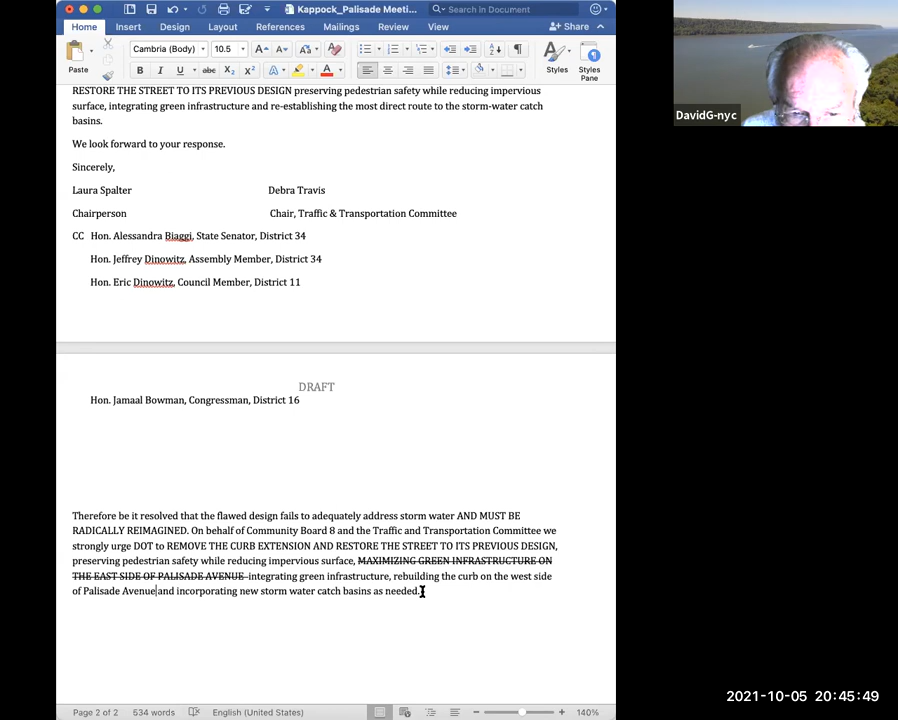 Kappock_Palisade Meeti...
Search in Document
Home Insert Design Layout References Mailings Review View Share
Paste Cambria (Body) 10.5 Styles Styles Pane
RESTORE THE STREET TO ITS PREVIOUS DESIGN preserving pedestrian safety while reducing impervious
surface, integrating green infrastructure and re-establishing the most direct route to the storm-water catch
basins.
We look forward to your response.
Sincerely,
Laura Spalter Debra Travis
Chairperson Chair, Traffic & Transportation Committee
CC Hon. Alessandra Biaggi, State Senator, District 34
Hon. Jeffrey Dinowitz, Assembly Member, District 34
Hon. Eric Dinowitz, Council Member, District 11
DRAFT
Hon. Jamaal Bowman, Congressman, District 16
Therefore be it resolved that the flawed design fails to adequately address storm water AND MUST BE
RADICALLY REIMAGINED. On behalf of Community Board 8 and the Traffic and Transportation Committee we
strongly urge DOT to REMOVE THE CURB EXTENSION AND RESTORE THE STREET TO ITS PREVIOUS DESIGN,
preserving pedestrian safety while reducing impervious surface, MAXIMIZING GREEN INFRASTRUCTURE ON
THE EAST SIDE OF PALISADE AVENUE integrating green infrastructure, rebuilding the curb on the west side
of Palisade Avenue and incorporating new storm water catch basins as needed.
Page 2 of 2 534 words English (United States) 140%
DavidG-nyc
2021-10-05 20:45:49